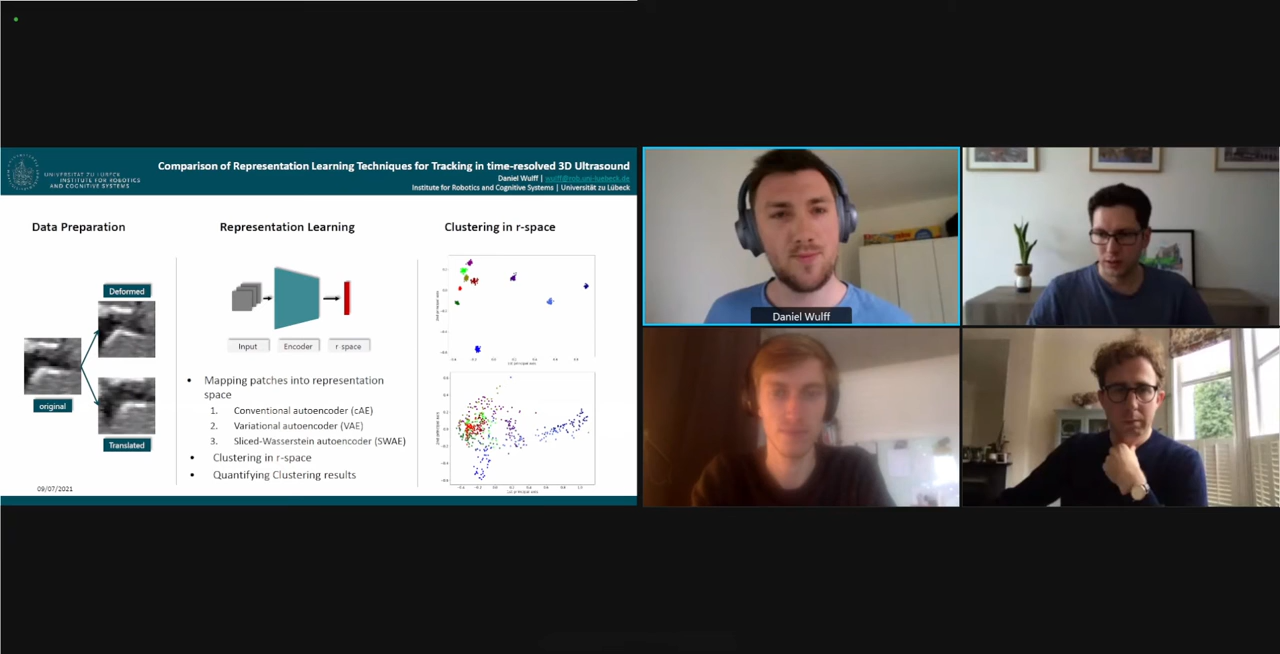 Comparison of Representation Learning Techniques for Tracking in time-resolved 3D Ultrasound
Daniel Wulff | wulff@rob.uni-luebeck.de
Institute for Robotics and Cognitive Systems | Universität zu Lübeck
UNIVERSITÄT ZU LÜBECK
INSTITUTE FOR ROBOTICS
AND COGNITIVE SYSTEMS
Data Preparation
Deformed
original
Translated
09/07/2021
Representation Learning
Input
Encoder
r-space
• Mapping patches into representation
space
1. Conventional autoencoder (cAE)
2. Variational autoencoder (VAE)
3. Sliced-Wasserstein autoencoder (SWAE)
• Clustering in r-space
• Quantifying Clustering results
Clustering in r-space
Daniel Wulff